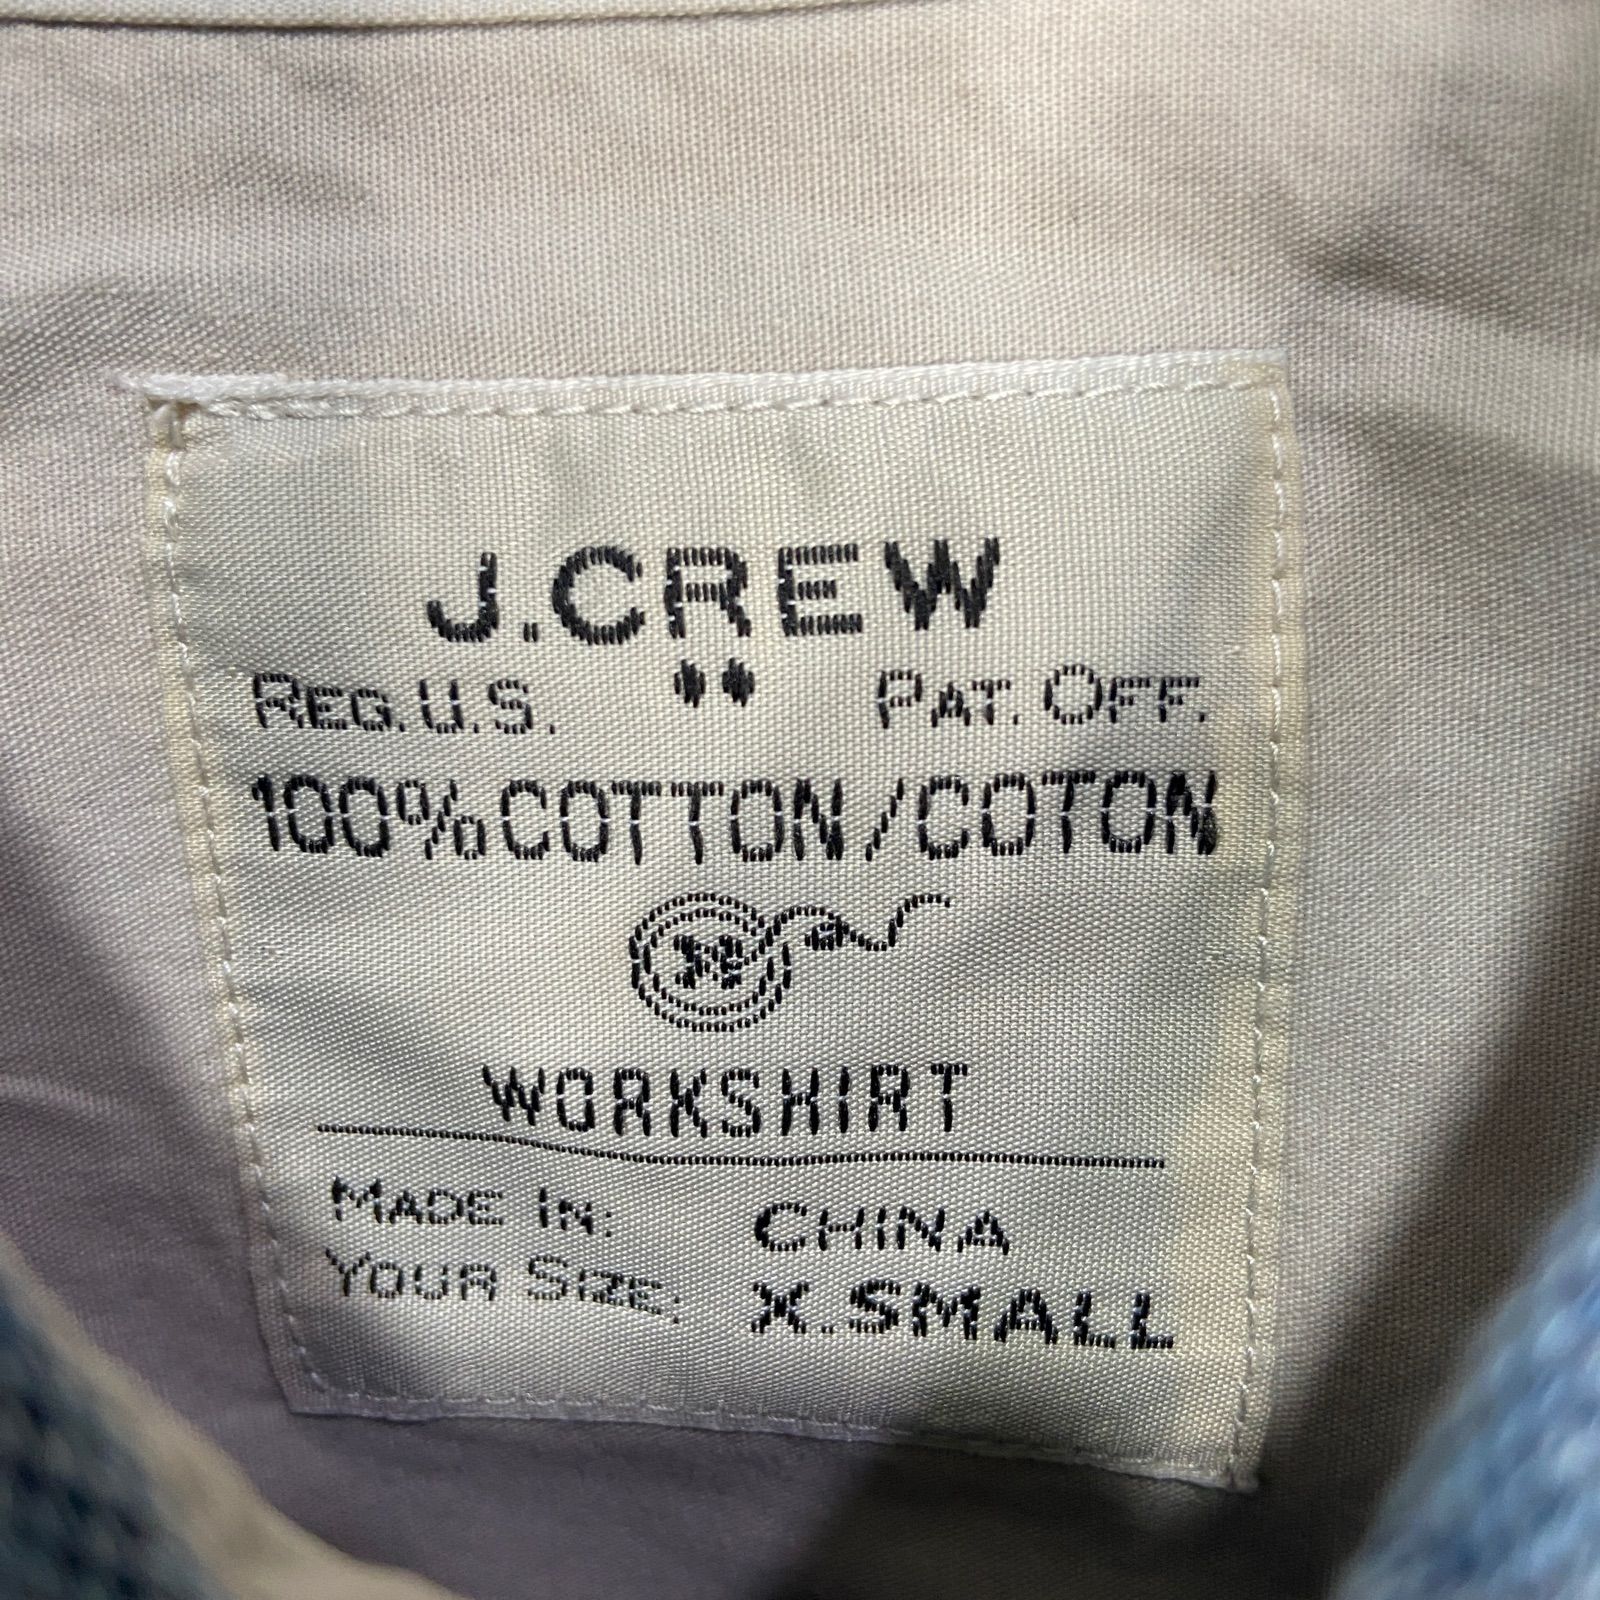 J.CREW
REG. U.S. PAT. OFF.
100% COTTON/COTON
WORKSHIRT
MADE IN: CHINA
YOUR SIZE: X.SMALL